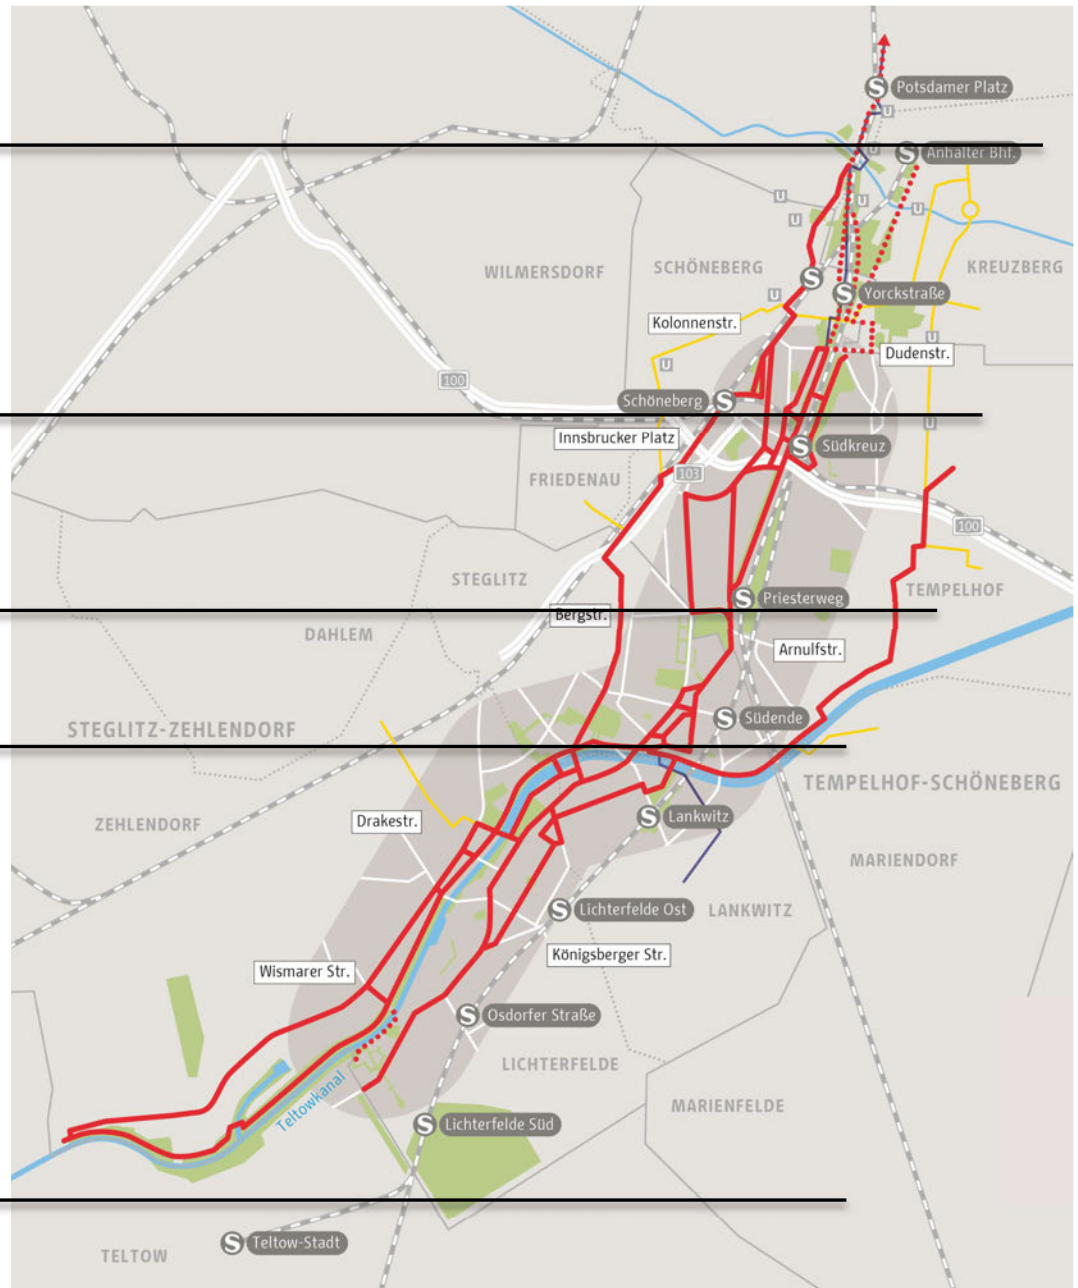 S Potsdamer Platz
U
S Anhalter Bhf.
U
U
U
U
U
WILMERSDORF
SCHÖNEBERG
KREUZBERG
S
S Yorckstraße
U
Kolonnenstr.
U
Dudenstr.
U
100
Schöneberg S
U
Innsbrucker Platz
S Südkreuz
103
FRIEDENAU
100
STEGLITZ
TEMPELHOF
S Priesterweg
Bergstr.
DAHLEM
Arnulfstr.
S Südende
STEGLITZ-ZEHLENDORF
TEMPELHOF-SCHÖNEBERG
S Lankwitz
Drakestr.
ZEHLENDORF
MARIENDORF
S Lichterfelde Ost
LANKWITZ
Königsberger Str.
Wismarer Str.
S Osdorfer Straße
LICHTERFELDE
Teltowkanal
MARIENFELDE
S Lichterfelde Süd
S Teltow-Stadt
TELTOW